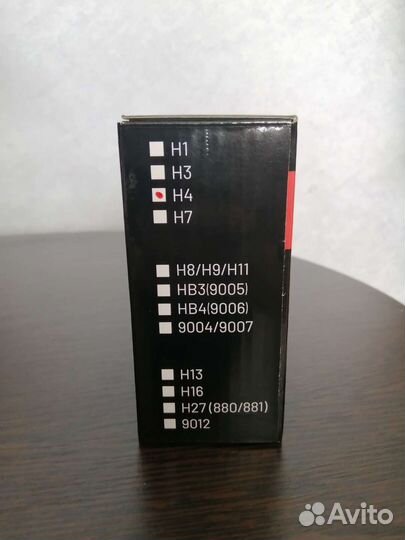 H1
H3
H4
H7
H8/H9/H11
HB3(9005)
HB4(9006)
9004/9007
H13
H16
H27(880/881)
9012
Avito